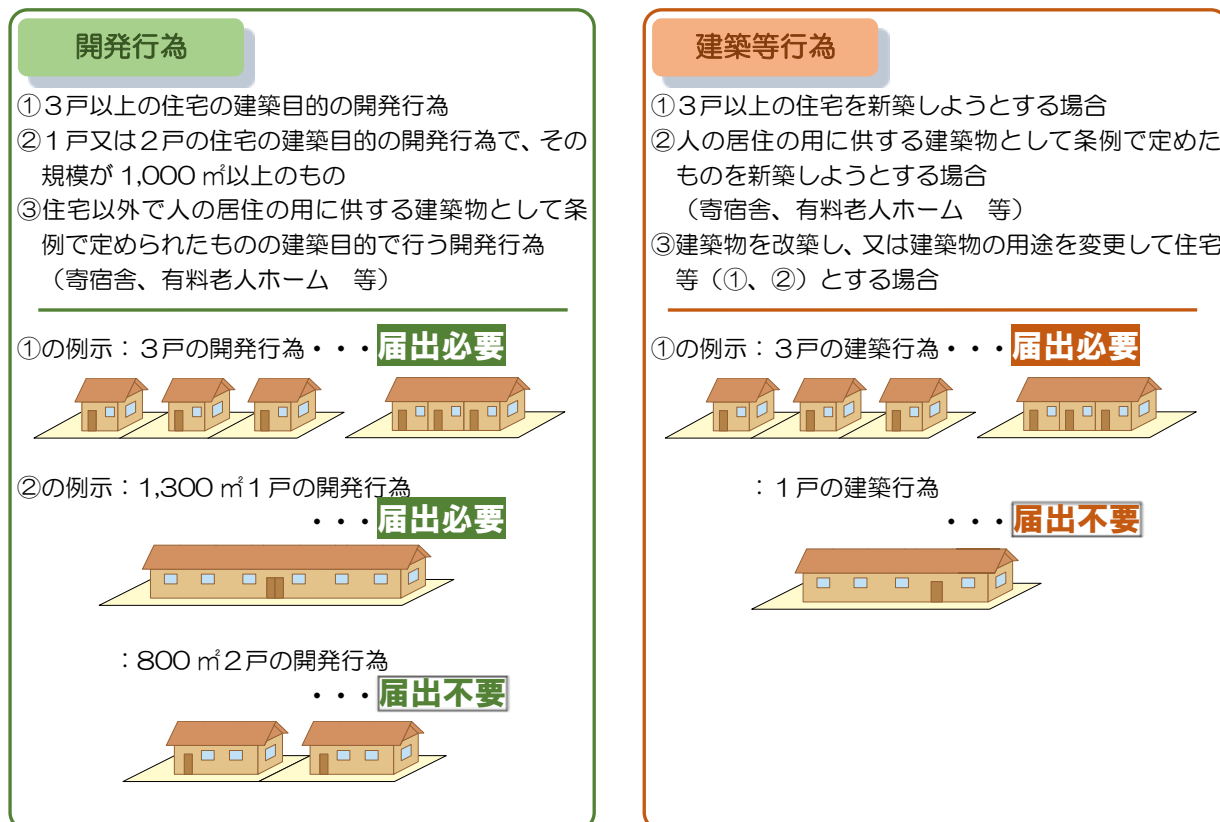 開発行為
①３戸以上の住宅の建築目的の開発行為
②１戸又は２戸の住宅の建築目的の開発行為で、その
規模が 1,000 ㎡以上のもの
③住宅以外で人の居住の用に供する建築物として条
例で定められたものの建築目的で行う開発行為
（寄宿舎、有料老人ホーム　等）
①の例示：３戸の開発行為・・・届出必要
②の例示：1,300 ㎡１戸の開発行為
・・・届出必要
：800 ㎡２戸の開発行為
・・・届出不要
建築等行為
①３戸以上の住宅を新築しようとする場合
②人の居住の用に供する建築物として条例で定めた
ものを新築しようとする場合
（寄宿舎、有料老人ホーム　等）
③建築物を改築し、又は建築物の用途を変更して住宅
等（①、②）とする場合
①の例示：３戸の建築行為・・・届出必要
：１戸の建築行為
・・・届出不要